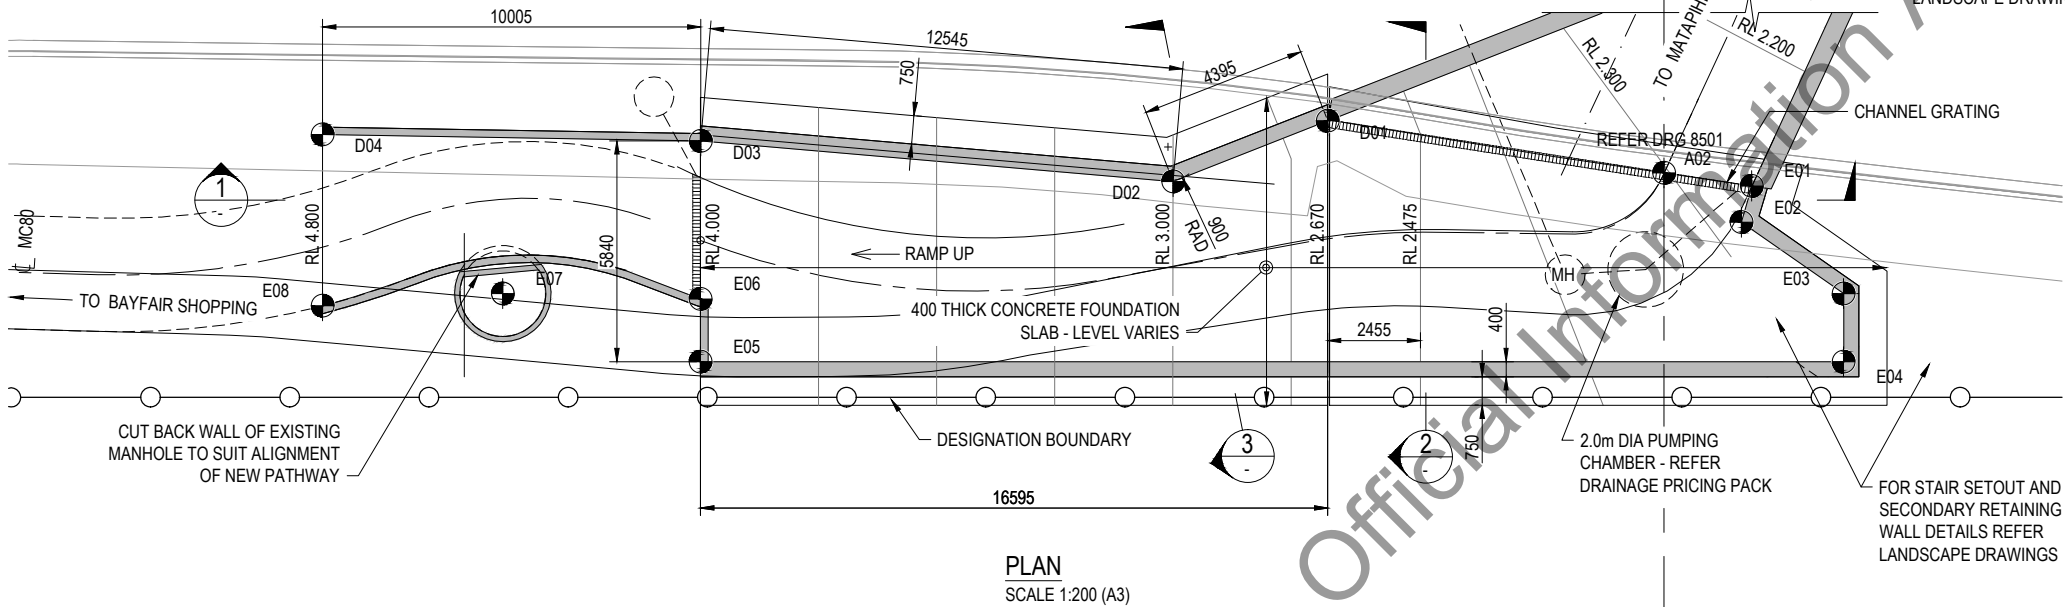 10005
12545
750
4395
RL 2.300
TO MATAPIH
RL 2.200
LANDSCAPE DRAWIN
CHANNEL GRATING
REFER DRG 8501
D04
D03
D02
D01
A02
E01
E02
E03
E04
1
-
MC80
RL 4.800
5840
RL 4.000
RAMP UP
RL 3.000
900
RAD
RL 2.670
RL 2.475
MH
E08
E07
E06
E05
TO BAYFAIR SHOPPING
400 THICK CONCRETE FOUNDATION
SLAB - LEVEL VARIES
2455
400
750
CUT BACK WALL OF EXISTING
MANHOLE TO SUIT ALIGNMENT
OF NEW PATHWAY
DESIGNATION BOUNDARY
3
-
2
-
2.0m DIA PUMPING
CHAMBER - REFER
DRAINAGE PRICING PACK
FOR STAIR SETOUT AND
SECONDARY RETAINING
WALL DETAILS REFER
LANDSCAPE DRAWINGS
16595
PLAN
SCALE 1:200 (A3)
Official Information A